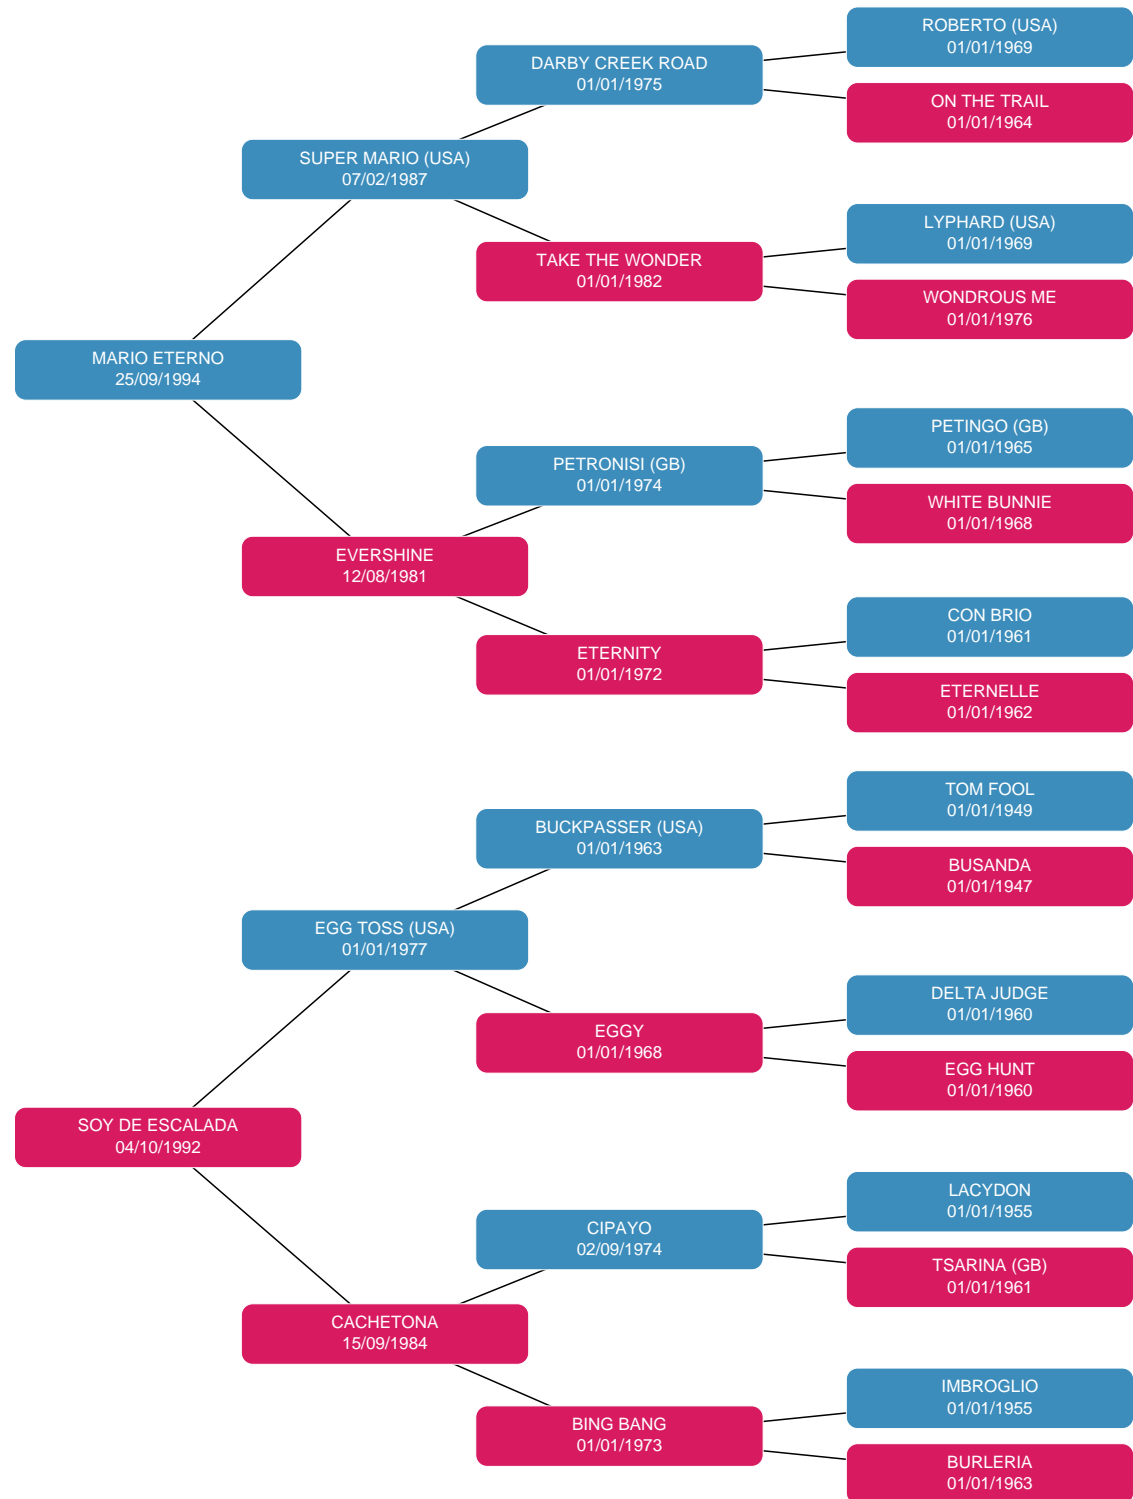 ROBERTO (USA)
01/01/1969
DARBY CREEK ROAD
01/01/1975
ON THE TRAIL
01/01/1964
SUPER MARIO (USA)
07/02/1987
LYPHARD (USA)
01/01/1969
TAKE THE WONDER
01/01/1982
WONDROUS ME
01/01/1976
MARIO ETERNO
25/09/1994
PETINGO (GB)
01/01/1965
PETRONISI (GB)
01/01/1974
WHITE BUNNIE
01/01/1968
EVERSHINE
12/08/1981
CON BRIO
01/01/1961
ETERNITY
01/01/1972
ETERNELLE
01/01/1962
TOM FOOL
01/01/1949
BUCKPASSER (USA)
01/01/1963
BUSANDA
01/01/1947
EGG TOSS (USA)
01/01/1977
DELTA JUDGE
01/01/1960
EGGY
01/01/1968
EGG HUNT
01/01/1960
SOY DE ESCALADA
04/10/1992
LACYDON
01/01/1955
CIPAYO
02/09/1974
TSARINA (GB)
01/01/1961
CACHETONA
15/09/1984
IMBROGLIO
01/01/1955
BING BANG
01/01/1973
BURLERIA
01/01/1963